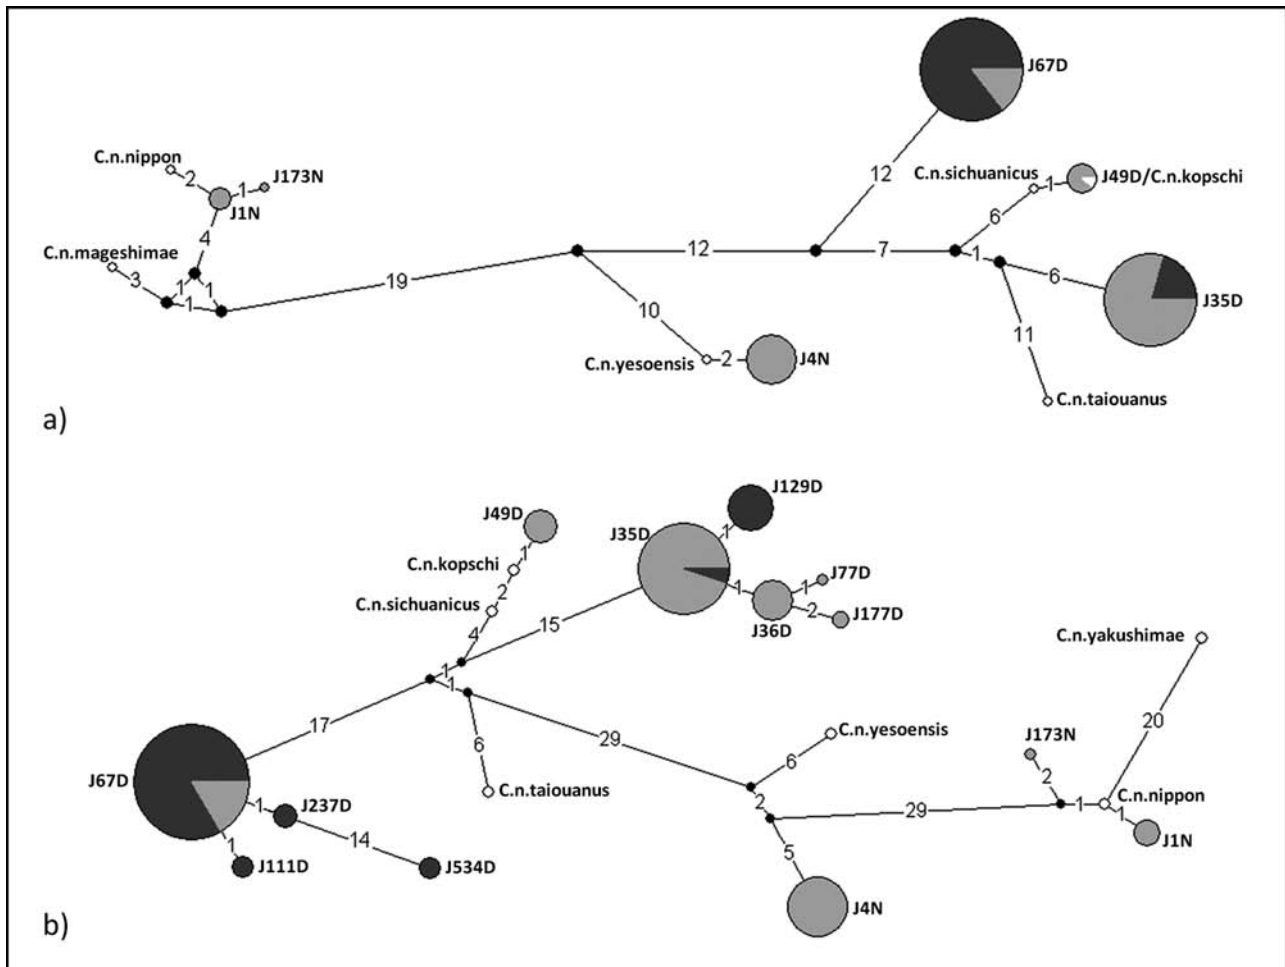 J67D
12
C.n.nippon
2
1
J173N
J1N
C.n.sichuanicus
1
J49D/C.n.kopschi
4
6
C.n.mageshimae
3
1
1
1
19
12
7
1
6
J35D
10
11
C.n.yesoensis
2
J4N
C.n.taiouanus
a)
J129D
J49D
J35D
1
1
C.n.kopschi
2
1
1
J77D
C.n.sichuanicus
2
J177D
J36D
4
15
C.n.yakushimae
1
1
17
20
C.n.yesoensis
29
6
J173N
6
2
J67D
C.n.taiouanus
2
29
1
C.n.nippon
1
J237D
1
J1N
1
14
5
J111D
J534D
J4N
b)